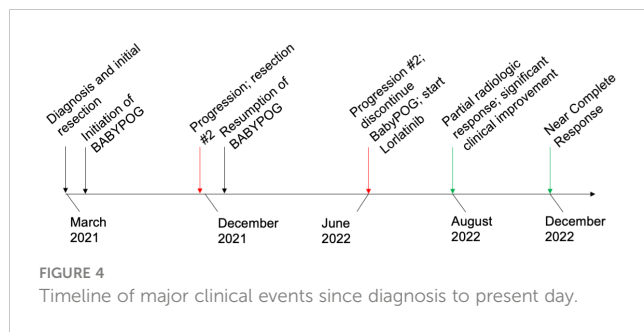 Diagnosis and initial
resection
Initiation of
BABYPOG
Progression; resection
#2
Resumption of
BABYPOG
Progression #2;
discontinue
BabyPOG; start
Lorlatinib
Partial radiologic
response; significant
clinical improvement
Near Complete
Response
March
2021
December
2021
June
2022
August
2022
December
2022
FIGURE 4
Timeline of major clinical events since diagnosis to present day.